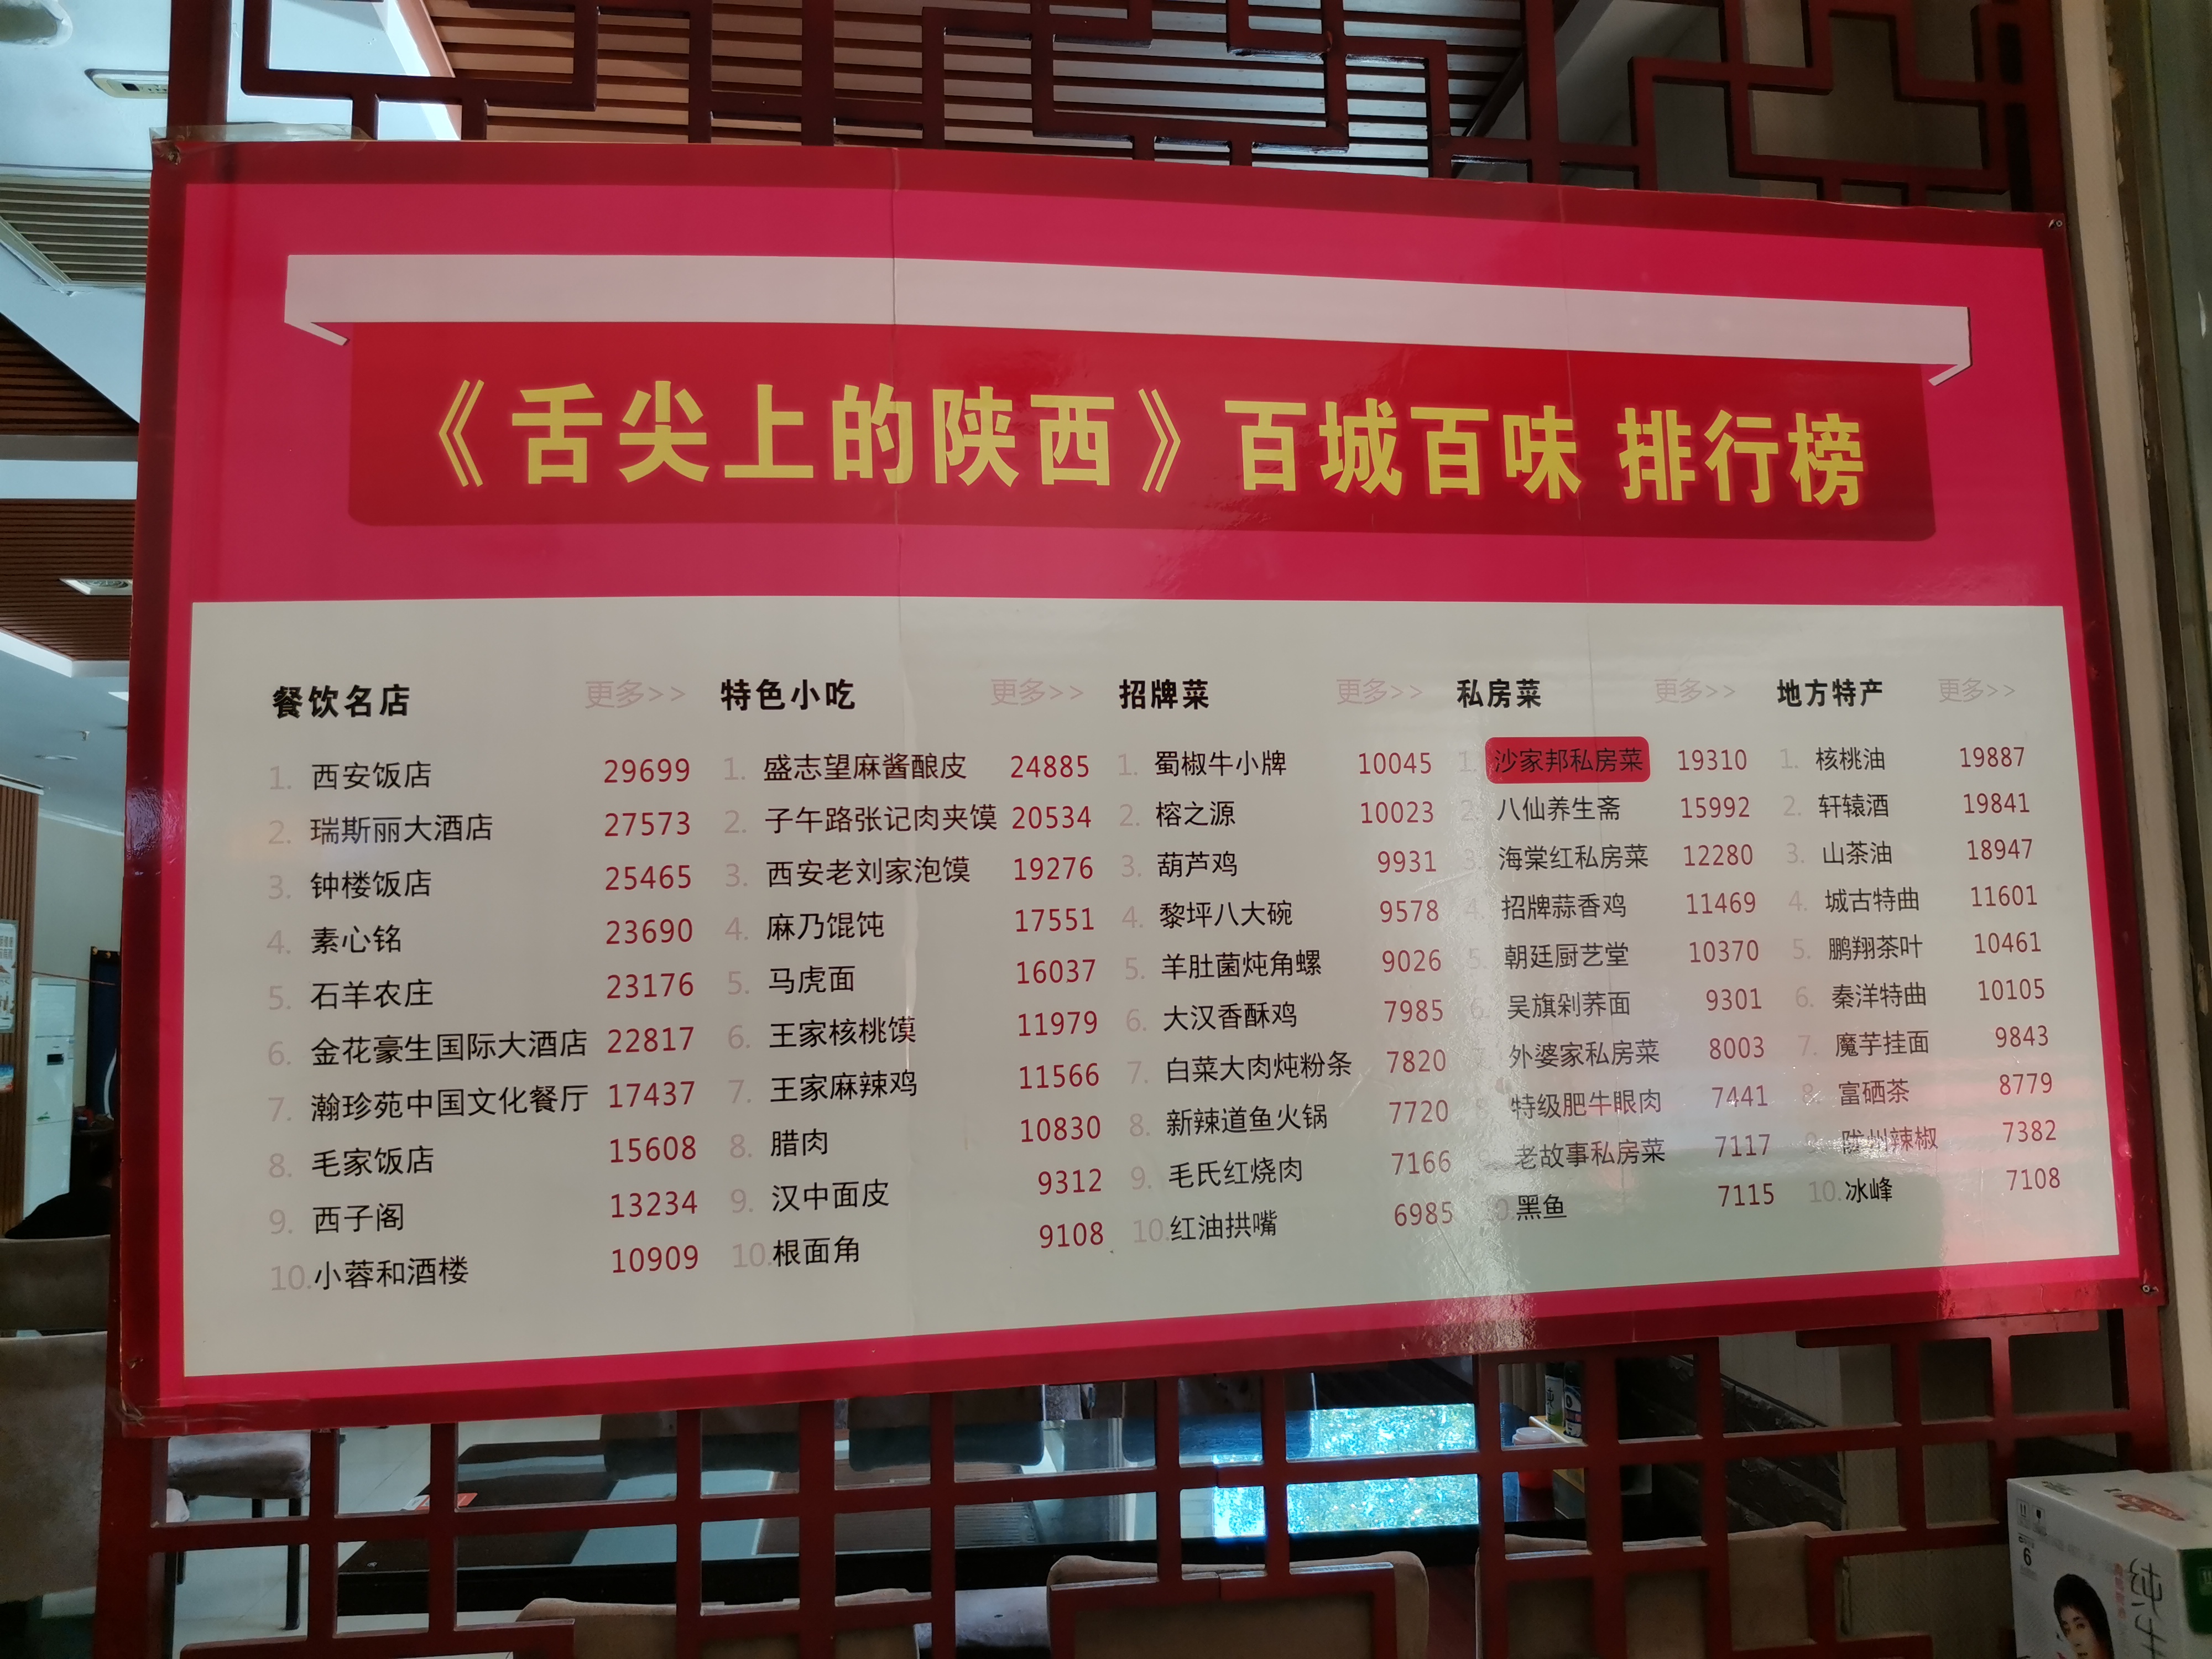 《舌尖上的陕西》百城百味 排行榜
餐饮名店 更多>>
1. 西安饭店 29699
2. 瑞斯丽大酒店 27573
3. 钟楼饭店 25465
4. 素心铭 23690
5. 石羊农庄 23176
6. 金花豪生国际大酒店 22817
7. 瀚珍苑中国文化餐厅 17437
8. 毛家饭店 15608
9. 西子阁 13234
10. 小蓉和酒楼 10909
特色小吃 更多>>
1. 盛志望麻酱酿皮 24885
2. 子午路张记肉夹馍 20534
3. 西安老刘家泡馍 19276
4. 麻乃馄饨 17551
5. 马虎面 16037
6. 王家核桃馍 11979
7. 王家麻辣鸡 11566
8. 腊肉 10830
9. 汉中面皮 9312
10. 根面角 9108
招牌菜 更多>>
1. 蜀椒牛小牌 10045
2. 榕之源 10023
3. 葫芦鸡 9931
4. 黎坪八大碗 9578
5. 羊肚菌炖角螺 9026
6. 大汉香酥鸡 7985
7. 白菜大肉炖粉条 7820
8. 新辣道鱼火锅 7720
9. 毛氏红烧肉 7166
10. 红油拱嘴 6985
私房菜 更多>>
1. 沙家邦私房菜 19310
2. 八仙养生斋 15992
3. 海棠红私房菜 12280
4. 招牌蒜香鸡 11469
5. 朝廷厨艺堂 10370
6. 吴旗剁荞面 9301
7. 外婆家私房菜 8003
8. 特级肥牛眼肉 7441
9. 老故事私房菜 7117
10. 黑鱼 7115
地方特产 更多>>
1. 核桃油 19887
2. 轩辕酒 19841
3. 山茶油 18947
4. 城古特曲 11601
5. 鹏翔茶叶 10461
6. 秦洋特曲 10105
7. 魔芋挂面 9843
8. 富硒茶 8779
9. 陇州辣椒 7382
10. 冰峰 7108
6